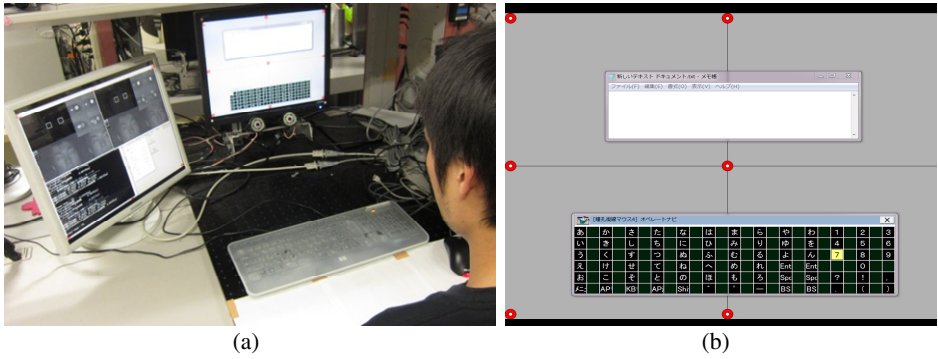 新しいテキスト ドキュメント.txt - メモ帳
ファイル(F) 編集(E) 書式(O) 表示(V) ヘルプ(H)
[瞳孔視線マウス4] オペレートナビ
あ か さ た な は ま ら や わ 1 2 3
い き し ち に ひ み り ゆ を 4 5 6
う く す つ ぬ ふ む る よ ん 7 8 9
え け せ て ね へ め れ Ent Ent 0
お こ そ と の ほ も ろ Spc Spc ? !
AP KB AP Shi ー BS BS ( )
(a) (b)